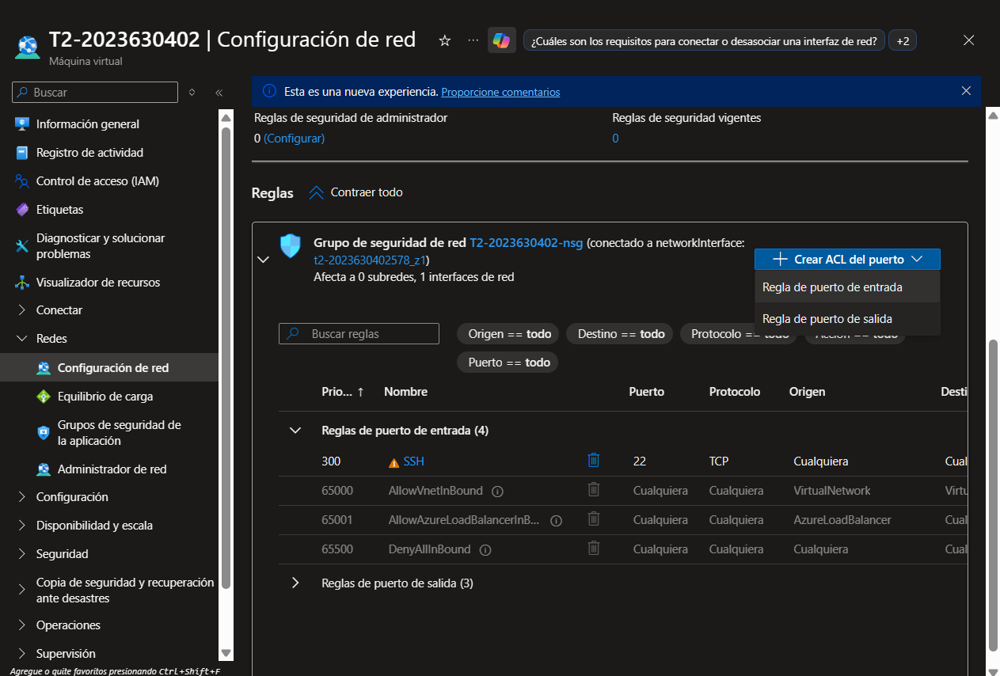 T2-2023630402 | Configuración de red
Máquina virtual
¿Cuáles son los requisitos para conectar o desasociar una interfaz de red?
+2
Buscar
Información general
Registro de actividad
Control de acceso (IAM)
Etiquetas
Diagnosticar y solucionar
problemas
Visualizador de recursos
Conectar
Redes
Configuración de red
Equilibrio de carga
Grupos de seguridad de
la aplicación
Administrador de red
Configuración
Disponibilidad y escala
Seguridad
Copia de seguridad y recuperación
ante desastres
Operaciones
Supervisión
Agregue o quite favoritos presionando Ctrl+Shift+F
Esta es una nueva experiencia. Proporcione comentarios
Reglas de seguridad de administrador Reglas de seguridad vigentes
0 (Configurar) 0
Reglas Contraer todo
Grupo de seguridad de red T2-2023630402-nsg (conectado a networkInterface:
t2-2023630402578_z1)
Afecta a 0 subredes, 1 interfaces de red
Crear ACL del puerto
Regla de puerto de entrada
Regla de puerto de salida
Buscar reglas
Origen == todo Destino == todo Protocolo == todo Acción == todo
Puerto == todo
Prio... ↑ Nombre Puerto Protocolo Origen Desti
Reglas de puerto de entrada (4)
300 SSH 22 TCP Cualquiera Cual
65000 AllowVnetInBound Cualquiera Cualquiera VirtualNetwork Virtu
65001 AllowAzureLoadBalancerInB... Cualquiera Cualquiera AzureLoadBalancer Cual
65500 DenyAllInBound Cualquiera Cualquiera Cualquiera Cual
Reglas de puerto de salida (3)